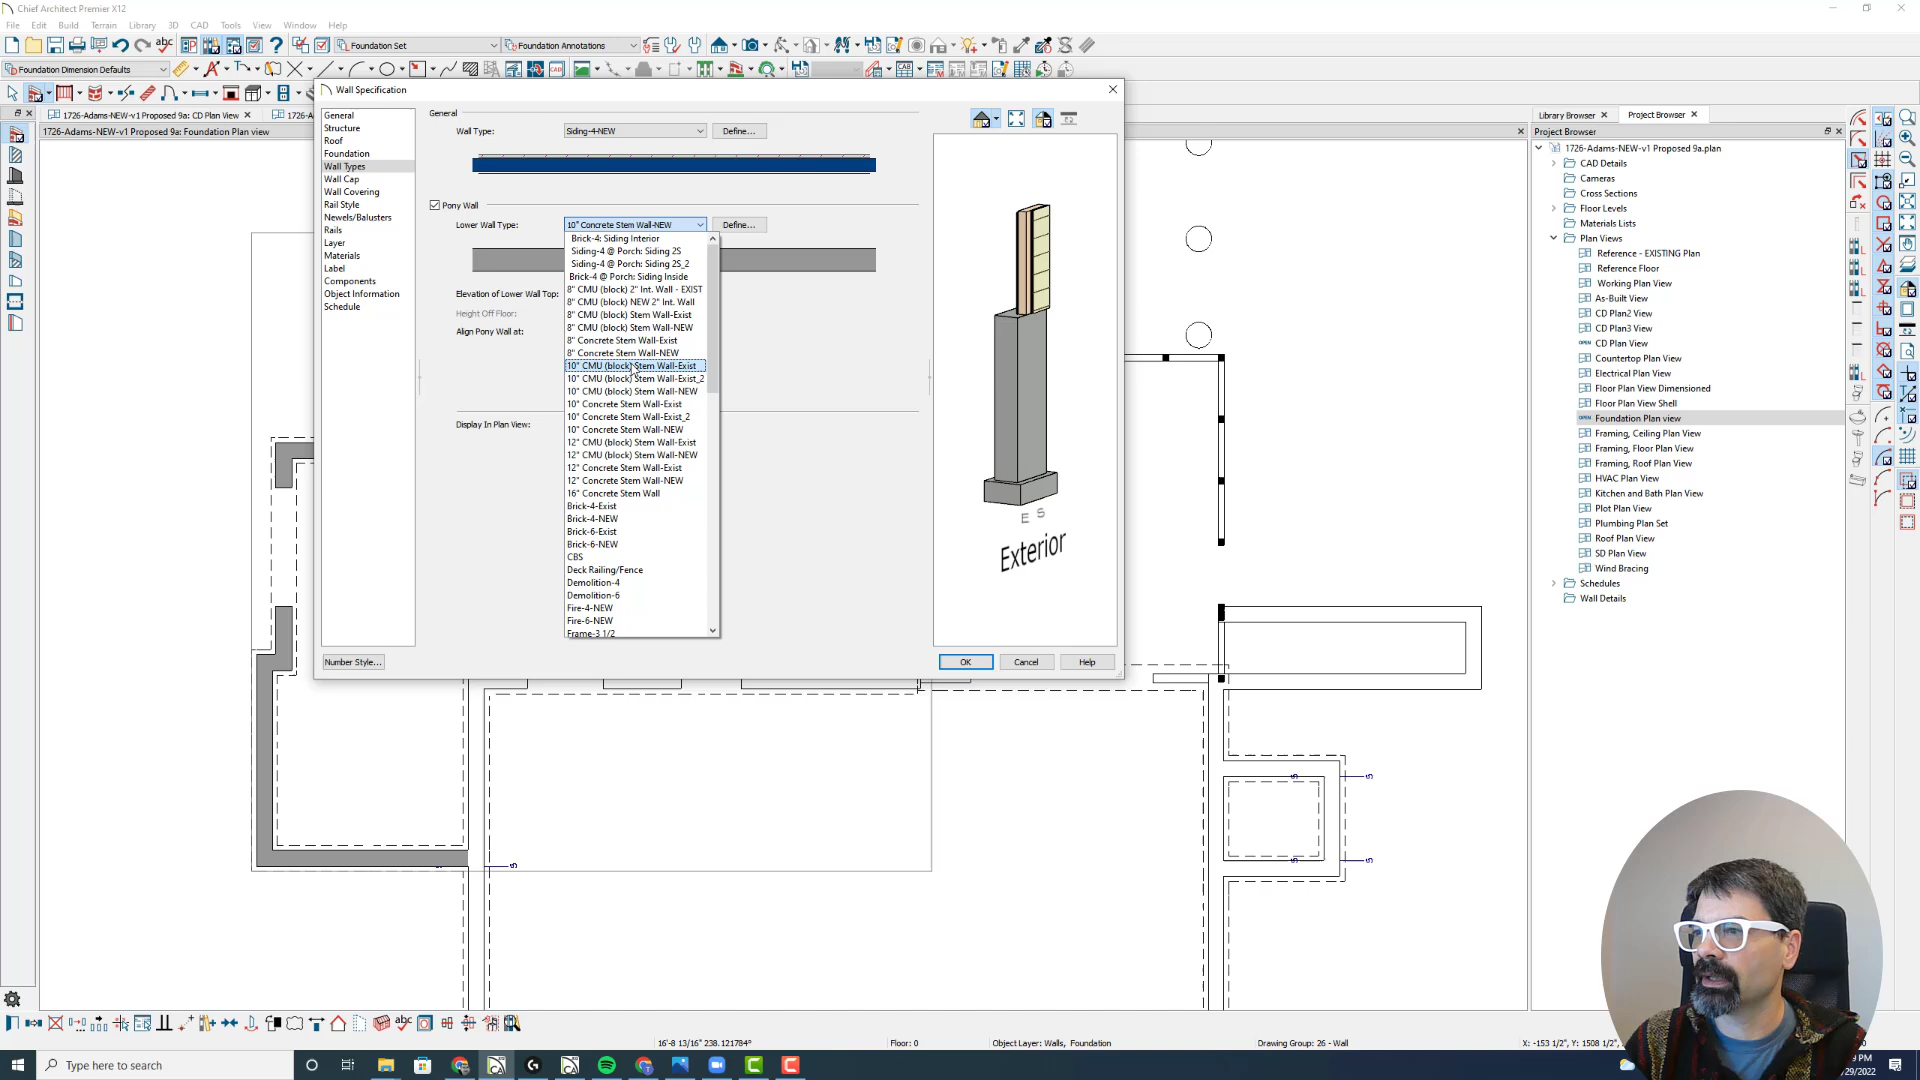 Chief Architect Premier X12
File Edit Build Terrain Library 3D CAD Tools View Window Help
Foundation Set
Foundation Annotations
Foundation Dimension Defaults
1726-Adams-NEW-v1 Proposed 9a: CD Plan View
1726-Adams-NEW-v1 Proposed 9a: Foundation Plan view
Wall Specification
General
Structure
Roof
Foundation
Wall Types
Wall Cap
Wall Covering
Rail Style
Newels/Balusters
Rails
Layer
Materials
Label
Components
Object Information
Schedule
Number Style...
General
Wall Type:
Siding-4-NEW
Define...
Pony Wall
Lower Wall Type:
10" Concrete Stem Wall-NEW
Define...
Elevation of Lower Wall Top:
Height Off Floor:
Align Pony Wall at:
Display In Plan View:
Brick-4: Siding Interior
Siding-4 @ Porch: Siding 2S
Siding-4 @ Porch: Siding 2S_2
Brick-4 @ Porch: Siding Inside
8" CMU (block) 2" Int. Wall - EXIST
8" CMU (block) NEW 2" Int. Wall
8" CMU (block) Stem Wall-Exist
8" CMU (block) Stem Wall-NEW
8" Concrete Stem Wall-Exist
8" Concrete Stem Wall-NEW
10" CMU (block) Stem Wall-Exist
10" CMU (block) Stem Wall-Exist_2
10" CMU (block) Stem Wall-NEW
10" Concrete Stem Wall-Exist
10" Concrete Stem Wall-Exist_2
10" Concrete Stem Wall-NEW
12" CMU (block) Stem Wall-Exist
12" CMU (block) Stem Wall-NEW
12" Concrete Stem Wall-Exist
12" Concrete Stem Wall-NEW
16" Concrete Stem Wall
Brick-4-Exist
Brick-4-NEW
Brick-6-Exist
Brick-6-NEW
CBS
Deck Railing/Fence
Demolition-4
Demolition-6
Fire-4-NEW
Fire-6-NEW
Frame-3 1/2
Exterior
OK
Cancel
Help
Library Browser
Project Browser
Project Browser
1726-Adams-NEW-v1 Proposed 9a.plan
CAD Details
Cameras
Cross Sections
Floor Levels
Materials Lists
Plan Views
Reference - EXISTING Plan
Reference Floor
Working Plan View
As-Built View
CD Plan2 View
CD Plan3 View
OPEN CD Plan View
Countertop Plan View
Electrical Plan View
Floor Plan View Dimensioned
Floor Plan View Shell
OPEN Foundation Plan view
Framing, Ceiling Plan View
Framing, Floor Plan View
Framing, Roof Plan View
HVAC Plan View
Kitchen and Bath Plan View
Plot Plan View
Plumbing Plan Set
Roof Plan View
SD Plan View
Wind Bracing
Schedules
Wall Details
16'-8 13/16" 238.121784°
Floor: 0
Object Layer: Walls, Foundation
Drawing Group: 26 - Wall
X: -153 1/2", Y: 1508 1/2",
Type here to search